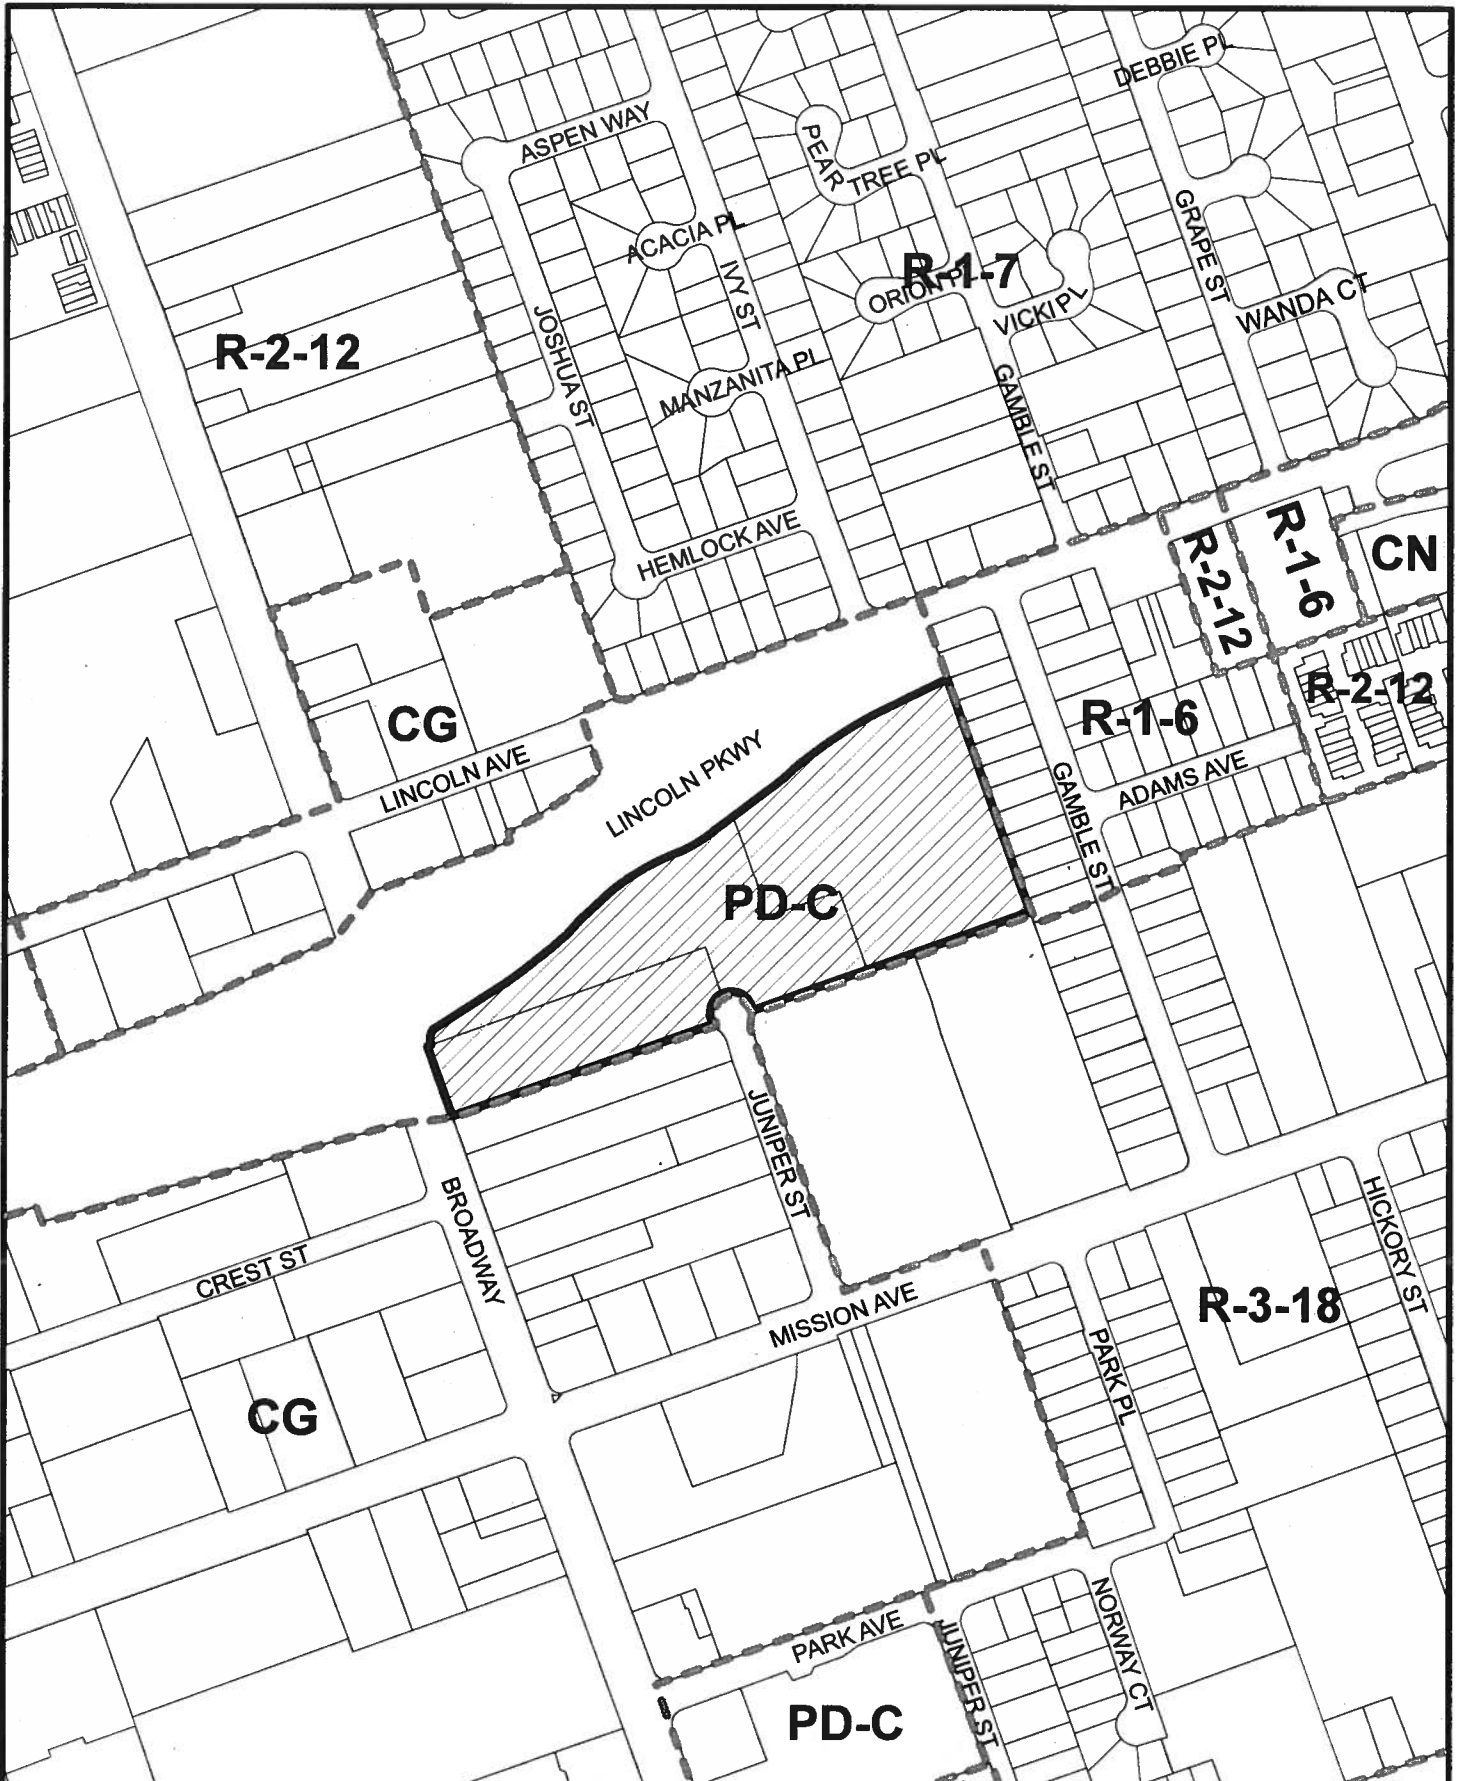 DEBBIE PL
ASPEN WAY
PEAR
TREE PL
ACACIA PL
IVY ST
GRAPE ST
R-1-7
ORION PL
VICKI PL
WANDA CT
R-2-12
JOSHUA ST
MANZANITA PL
GAMBLE ST
HEMLOCK AVE
R-2-12
R-1-6
CN
R-2-12
CG
R-1-6
LINCOLN AVE
LINCOLN PKWY
GAMBLE ST
ADAMS AVE
PD-C
JUNIPER ST
BROADWAY
HICKORY ST
CREST ST
MISSION AVE
R-3-18
PARK PL
CG
NORWAY CT
PARK AVE
JUNIPER ST
PD-C